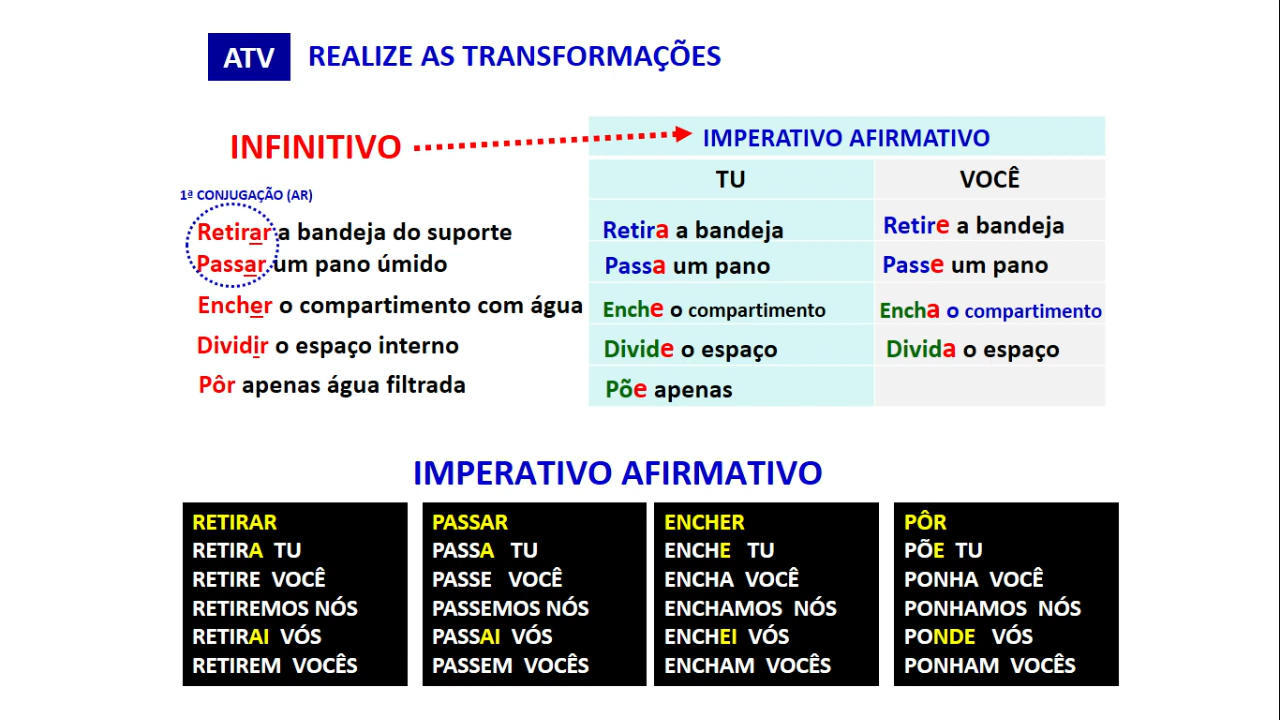 ATV REALIZE AS TRANSFORMAÇÕES
INFINITIVO
IMPERATIVO AFIRMATIVO
TU VOCÊ
1ª CONJUGAÇÃO (AR)
Retirar a bandeja do suporte
Passar um pano úmido
Encher o compartimento com água
Dividir o espaço interno
Pôr apenas água filtrada
Retira a bandeja
Retire a bandeja
Passa um pano
Passe um pano
Enche o compartimento
Encha o compartimento
Divide o espaço
Divida o espaço
Põe apenas
IMPERATIVO AFIRMATIVO
RETIRAR
RETIRA TU
RETIRE VOCÊ
RETIREMOS NÓS
RETIRAI VÓS
RETIREM VOCÊS
PASSAR
PASSA TU
PASSE VOCÊ
PASSEMOS NÓS
PASSAI VÓS
PASSEM VOCÊS
ENCHER
ENCHE TU
ENCHA VOCÊ
ENCHAMOS NÓS
ENCHEI VÓS
ENCHAM VOCÊS
PÔR
PÕE TU
PONHA VOCÊ
PONHAMOS NÓS
PONDE VÓS
PONHAM VOCÊS